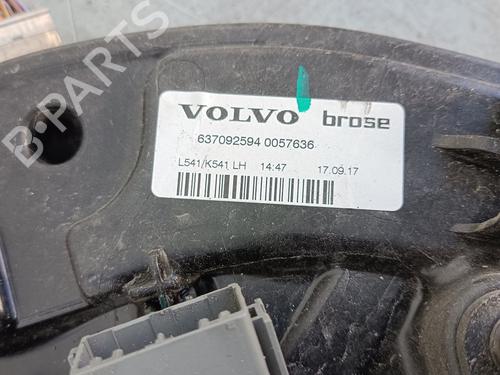 B-PARTS
VOLVO brose
637092594 0057636
L541/K541 LH 14:47 17.09.17